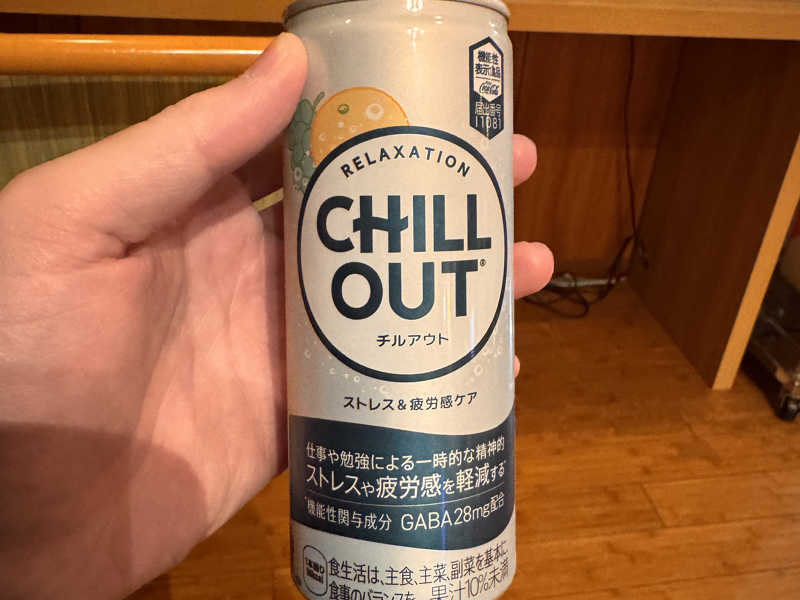 機能性
表示食品
Coca-Cola
届出番号
I1081
RELAXATION
CHILL
OUT®
チルアウト
ストレス&疲労感ケア
仕事や勉強による一時的な精神的
ストレスや疲労感を軽減する*
*機能性関与成分 GABA28mg配合
1本当り
食生活は、主食、主菜、副菜を基本に、
食事のバランスを。
果汁10%未満